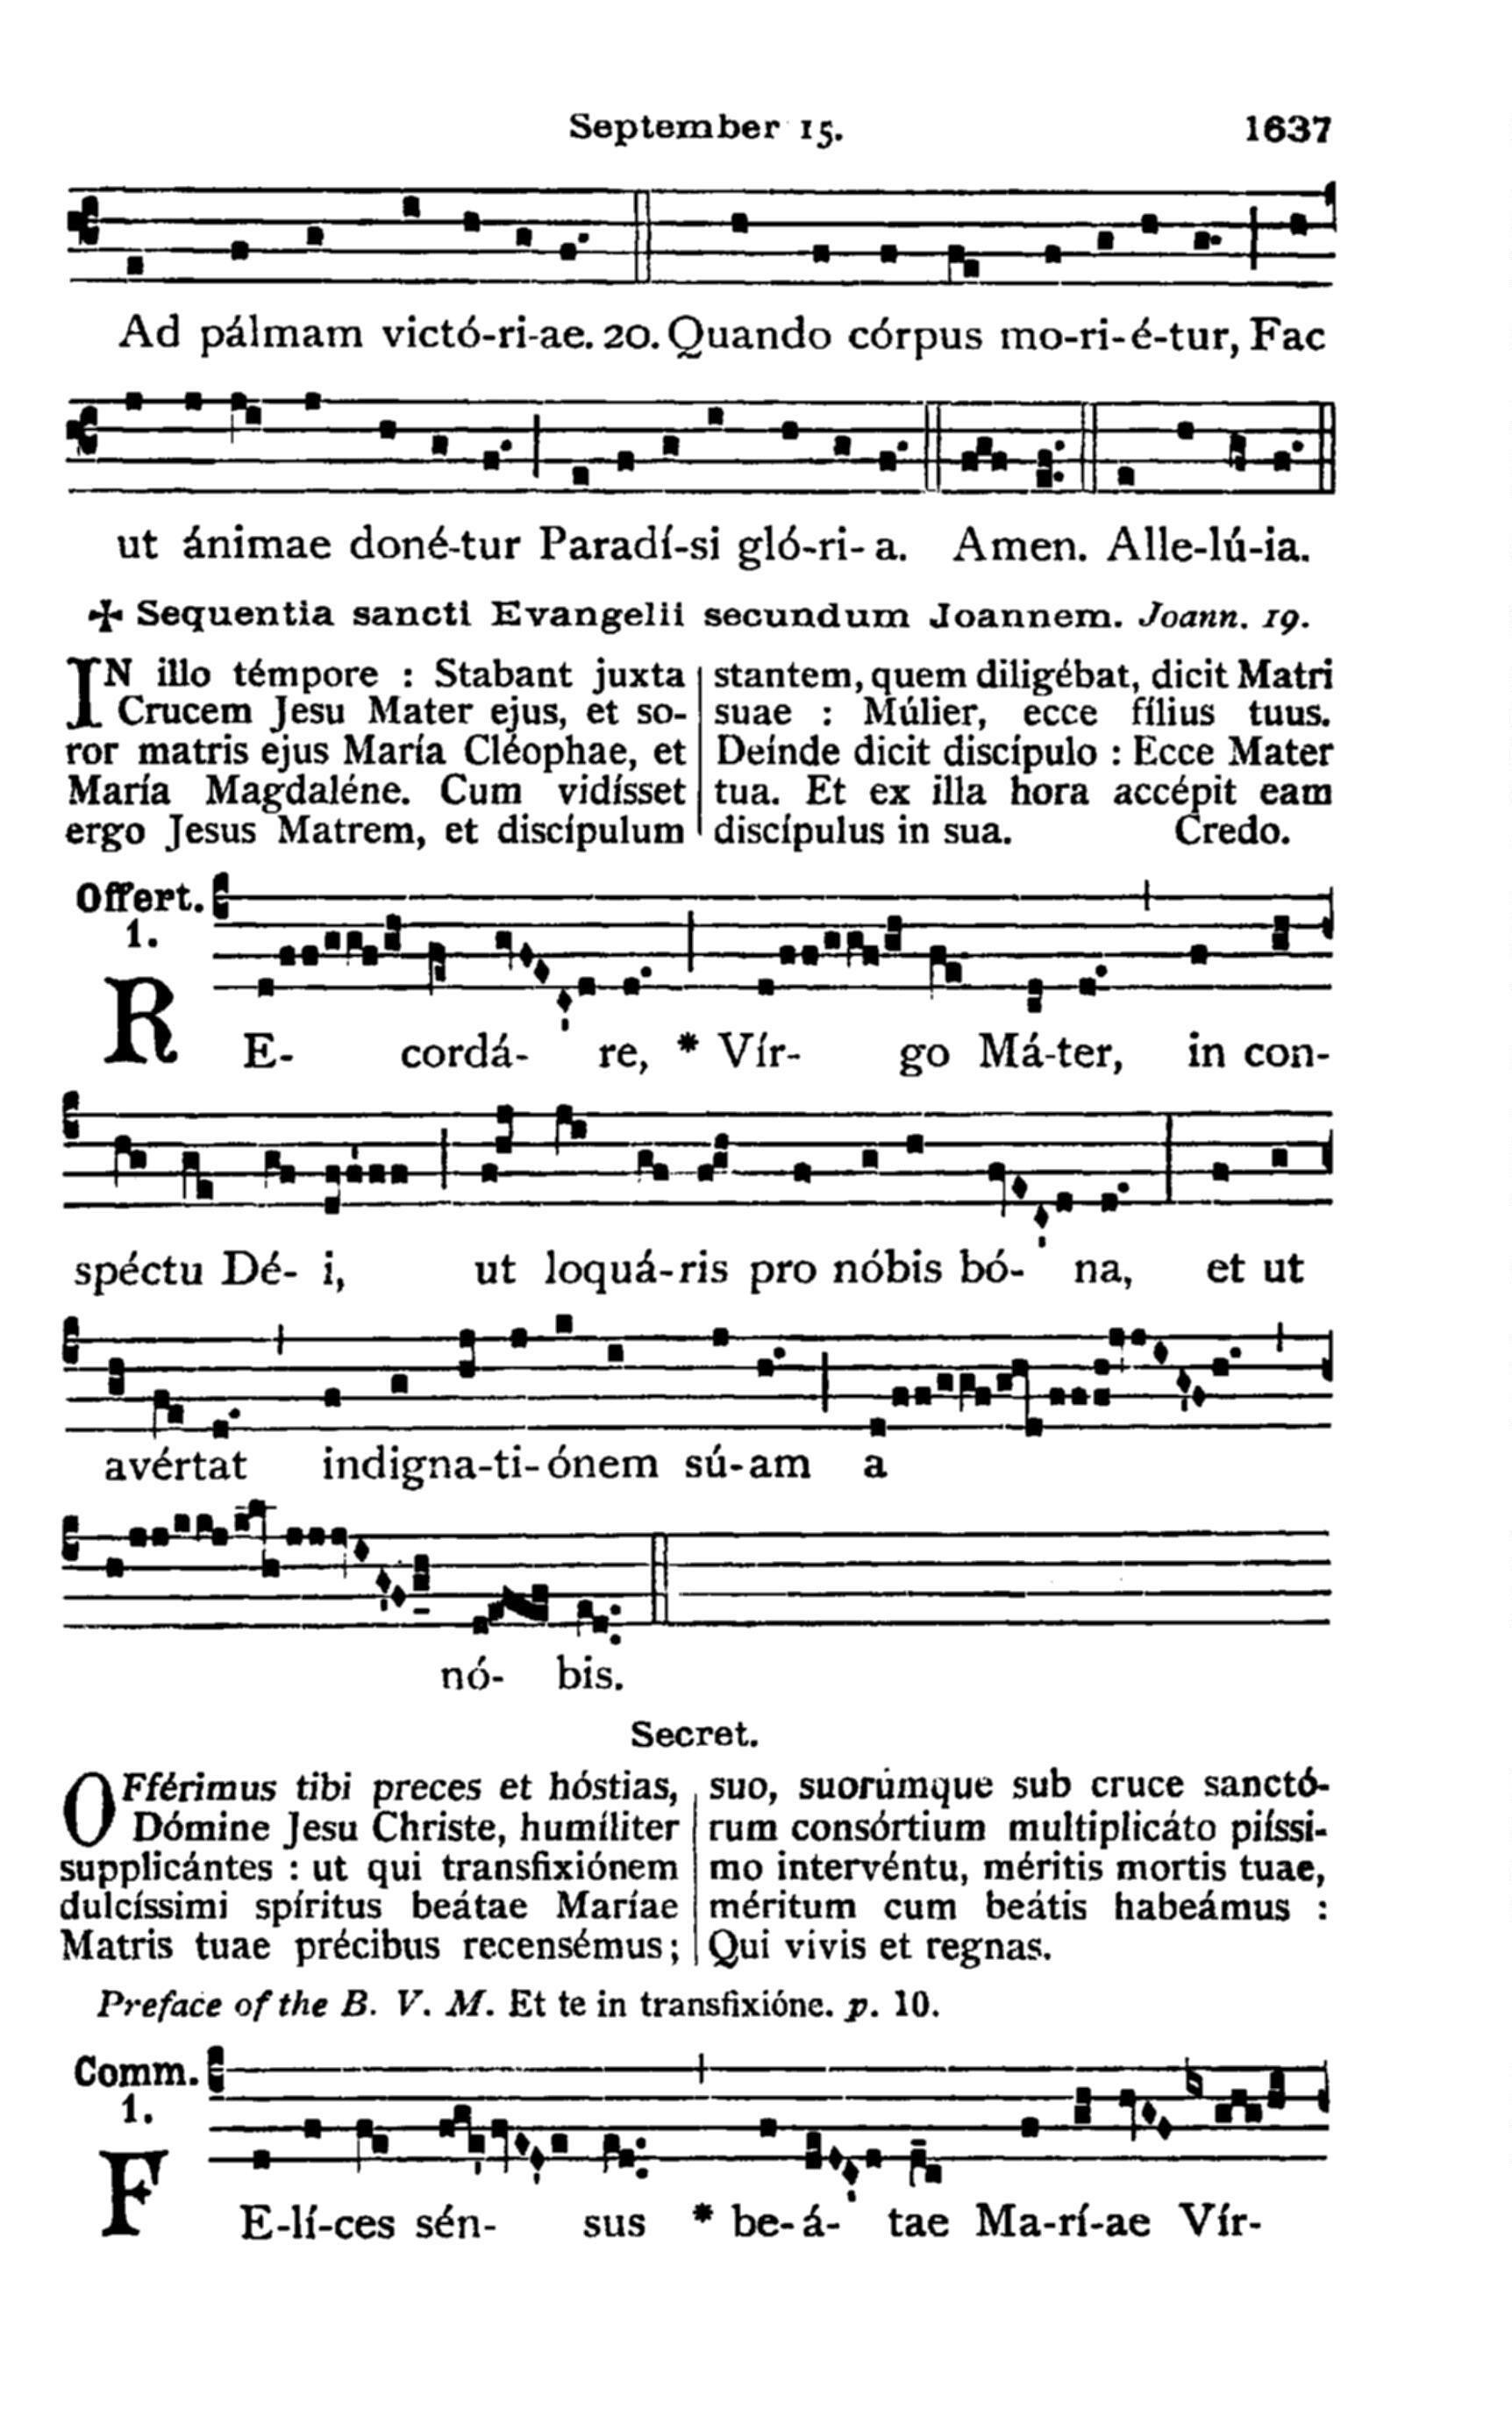 September 15. 1637
Ad pálmam victó-ri-ae. 20. Quando córpus mo-ri-é-tur, Fac
ut ánimae doné-tur Paradí-si gló-ri-a. Amen. Alle-lú-ia.
✠ Sequentia sancti Evangelii secundum Joannem. Joann. 19.
IN illo témpore : Stabant juxta
Crucem Jesu Mater ejus, et so-
ror matris ejus María Cléophae, et
María Magdaléne. Cum vidísset
ergo Jesus Matrem, et discípulum
stantem, quem diligébat, dicit Matri
suae : Múlier, ecce fílius tuus.
Deínde dicit discípulo : Ecce Mater
tua. Et ex illa hora accépit eam
discípulus in sua. Credo.
Offert.
1.
RE- cordá- re, * Vír- go Má-ter, in con-
spéctu Dé- i, ut loquá-ris pro nóbis bó- na, et ut
avértat indigna-ti-ónem sú-am a
nó- bis.
Secret.
OFférimus tibi preces et hóstias,
Dómine Jesu Christe, humíliter
supplicántes : ut qui transfixiónem
dulcíssimi spíritus beátae Maríae
Matris tuae précibus recensémus;
suo, suorúmque sub cruce sanctó-
rum consórtium multiplicáto piíssi-
mo intervéntu, méritis mortis tuae,
méritum cum beátis habeámus :
Qui vivis et regnas.
Preface of the B. V. M. Et te in transfixióne. p. 10.
Comm.
1.
FE-lí-ces sén- sus * be-á- tae Ma-rí-ae Vír-